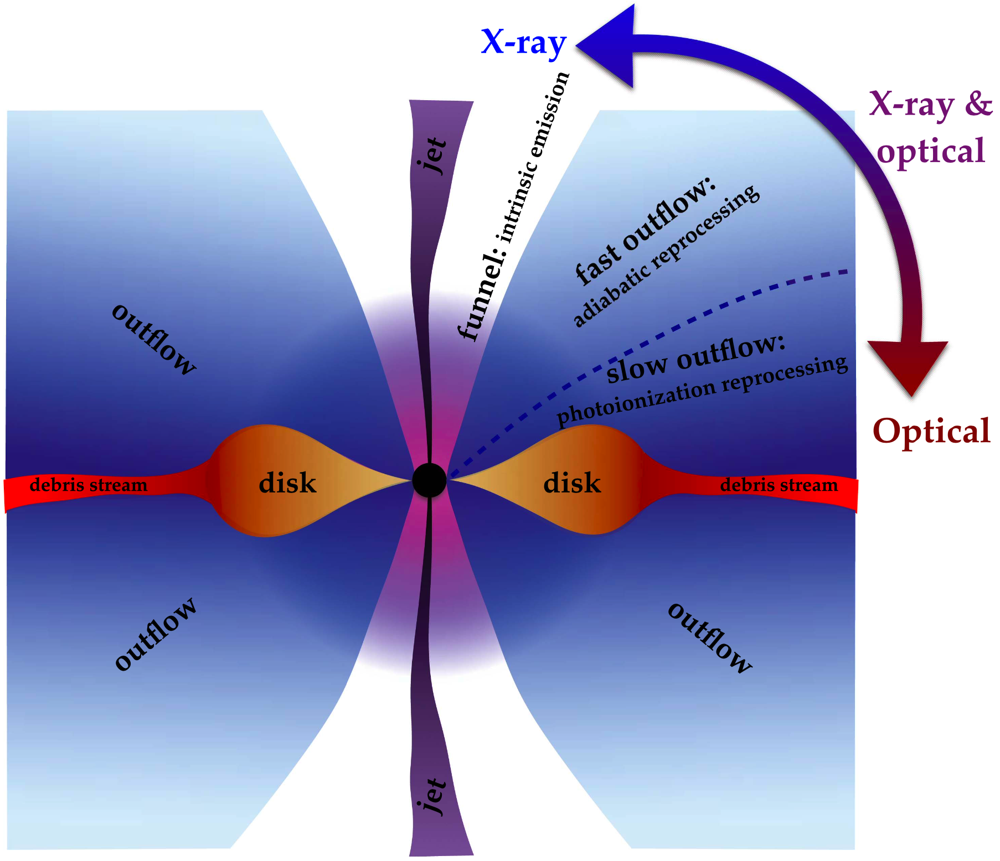 X-ray
X-ray &
optical
Optical
jet
funnel: intrinsic emission
fast outflow:
adiabatic reprocessing
slow outflow:
photoionization reprocessing
outflow
debris stream
disk
disk
debris stream
outflow
outflow
jet